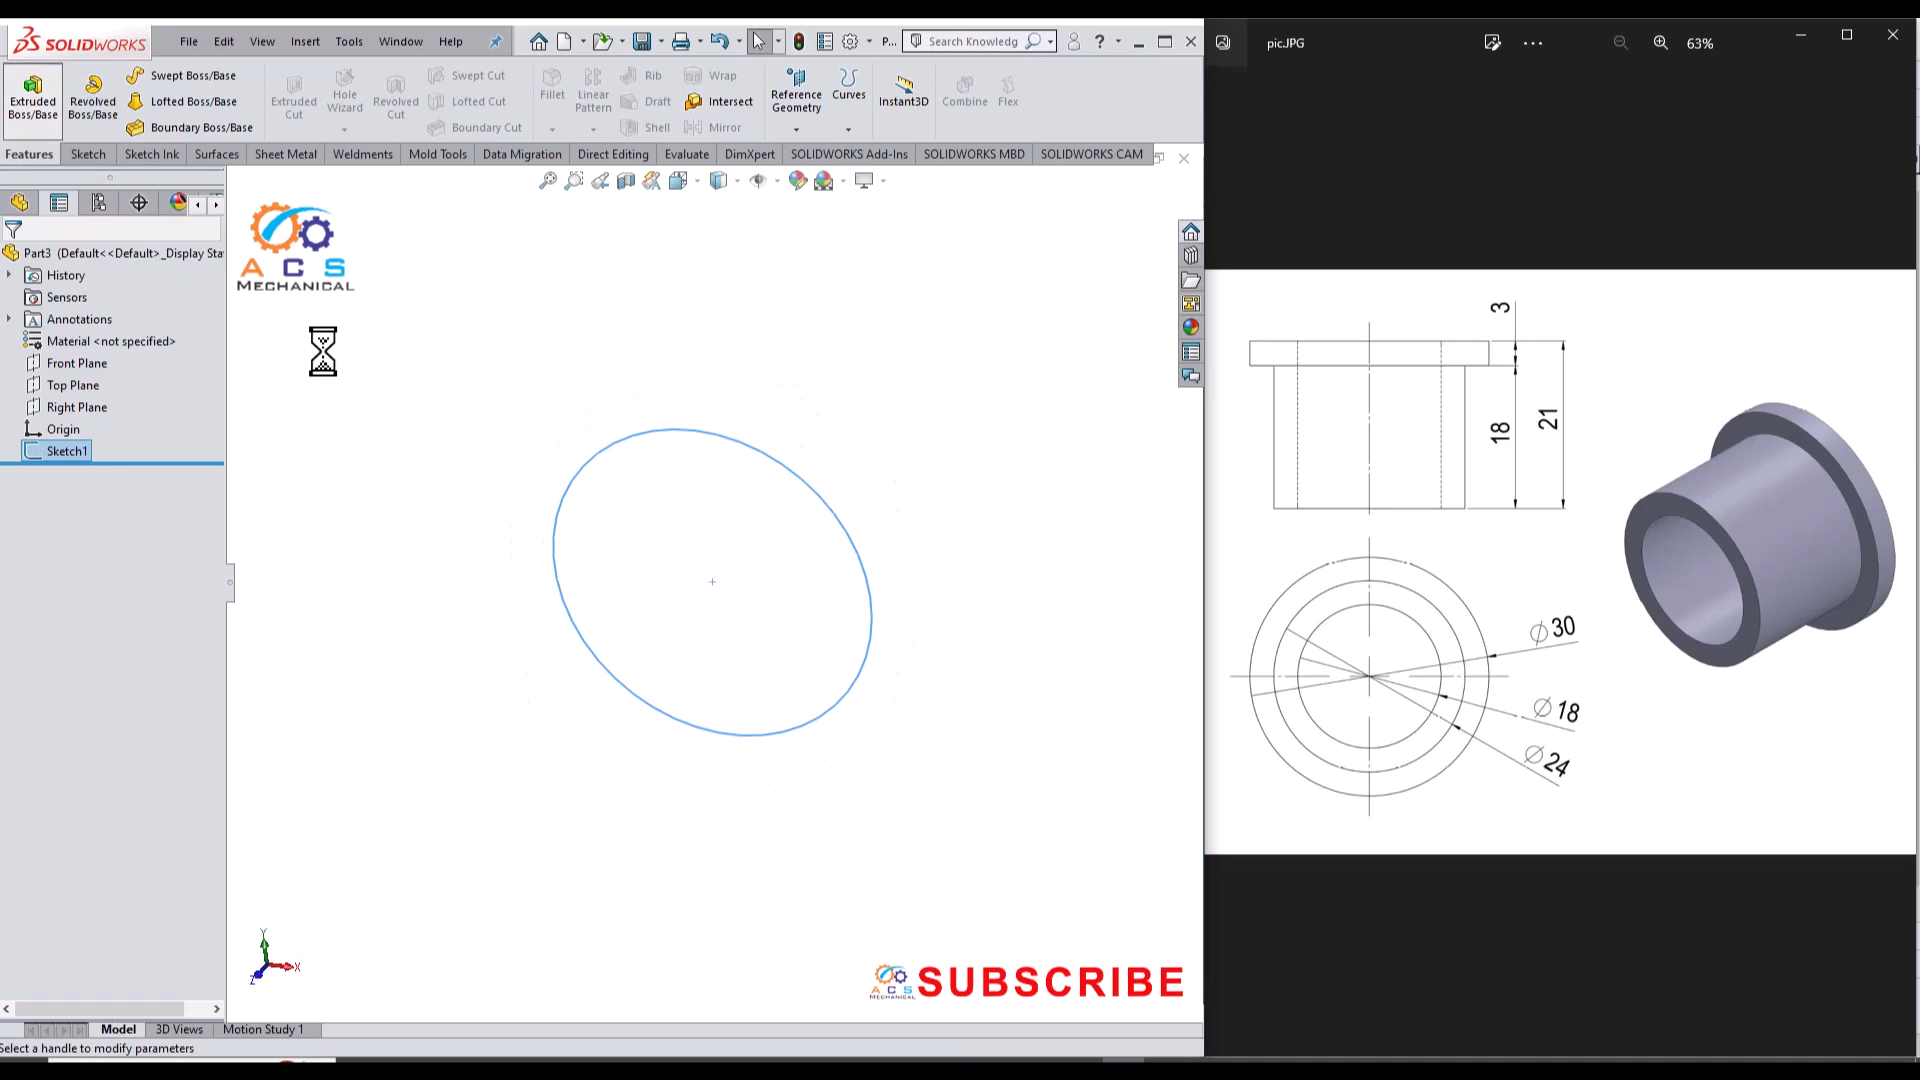 SOLIDWORKS
File Edit View Insert Tools Window Help
P... Search Knowledg ?
pic.JPG
63%
Extruded Boss/Base
Revolved Boss/Base
Swept Boss/Base
Lofted Boss/Base
Boundary Boss/Base
Extruded Cut
Hole Wizard
Revolved Cut
Swept Cut
Lofted Cut
Boundary Cut
Fillet
Linear Pattern
Rib
Draft
Shell
Wrap
Intersect
Mirror
Reference Geometry
Curves
Instant3D
Combine
Flex
Features Sketch Sketch Ink Surfaces Sheet Metal Weldments Mold Tools Data Migration Direct Editing Evaluate DimXpert SOLIDWORKS Add-Ins SOLIDWORKS MBD SOLIDWORKS CAM
Part3 (Default<<Default>_Display Sta
History
Sensors
A Annotations
Material <not specified>
Front Plane
Top Plane
Right Plane
Origin
Sketch1
A C S
MECHANICAL
3
18
21
∅30
∅18
∅24
Y
X
Z
A C S
MECHANICAL
SUBSCRIBE
Model 3D Views Motion Study 1
Select a handle to modify parameters